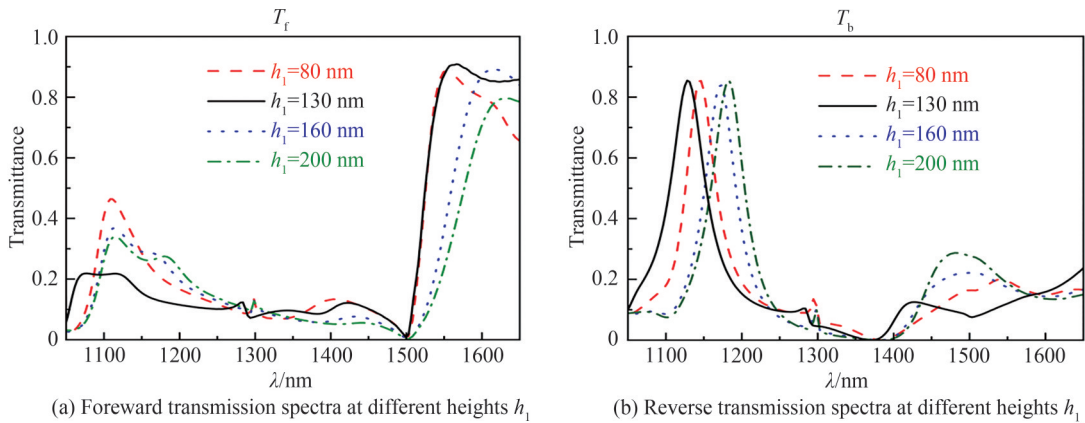 T_f
1.0
0.8
0.6
0.4
0.2
0
Transmittance
h_1=80 nm
h_1=130 nm
h_1=160 nm
h_1=200 nm
1100 1200 1300 1400 1500 1600
λ/nm
(a) Foreward transmission spectra at different heights h_1
T_b
1.0
0.8
0.6
0.4
0.2
0
Transmittance
h_1=80 nm
h_1=130 nm
h_1=160 nm
h_1=200 nm
1100 1200 1300 1400 1500 1600
λ/nm
(b) Reverse transmission spectra at different heights h_1